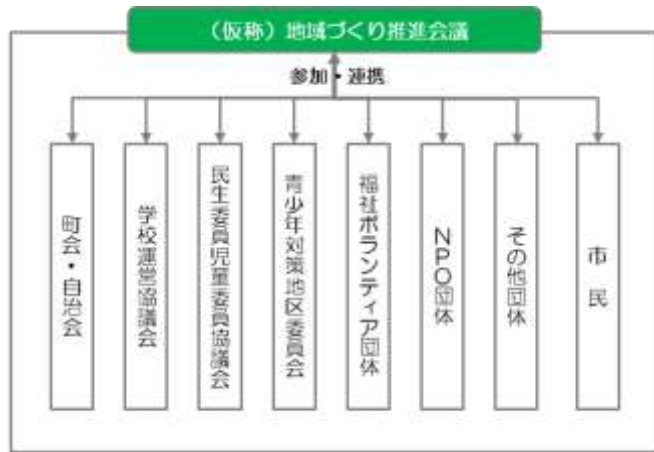 (仮称)地域づくり推進会議
参加・連携
町会・自治会
学校運営協議会
民生委員児童委員協議会
青少年対策地区委員会
福祉ボランティア団体
NPO団体
その他団体
市民